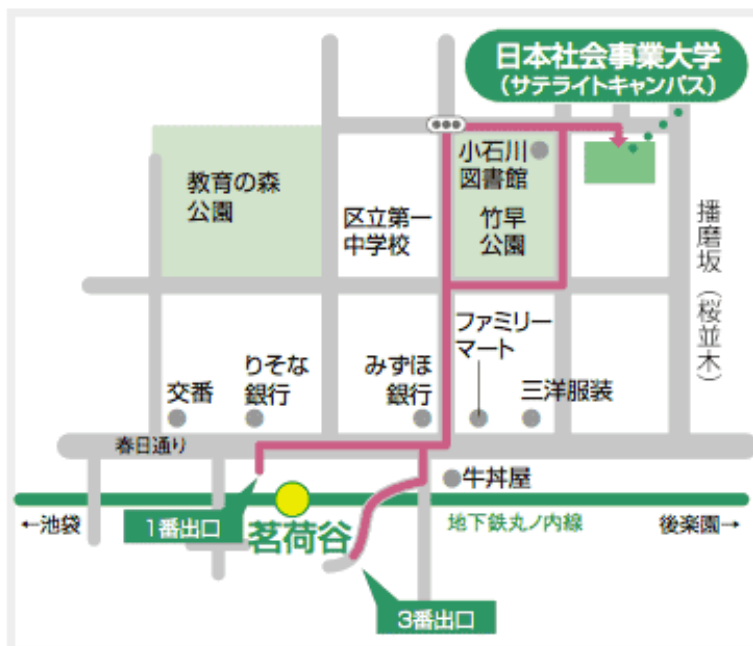 日本社会事業大学
（サテライトキャンパス）
小石川
図書館
教育の森
公園
区立第一
中学校
竹早
公園
播磨坂（桜並木）
ファミリー
マート
りそな
銀行
みずほ
銀行
交番
三洋服装
春日通り
牛丼屋
←池袋
1番出口
茗荷谷
地下鉄丸ノ内線
後楽園→
3番出口